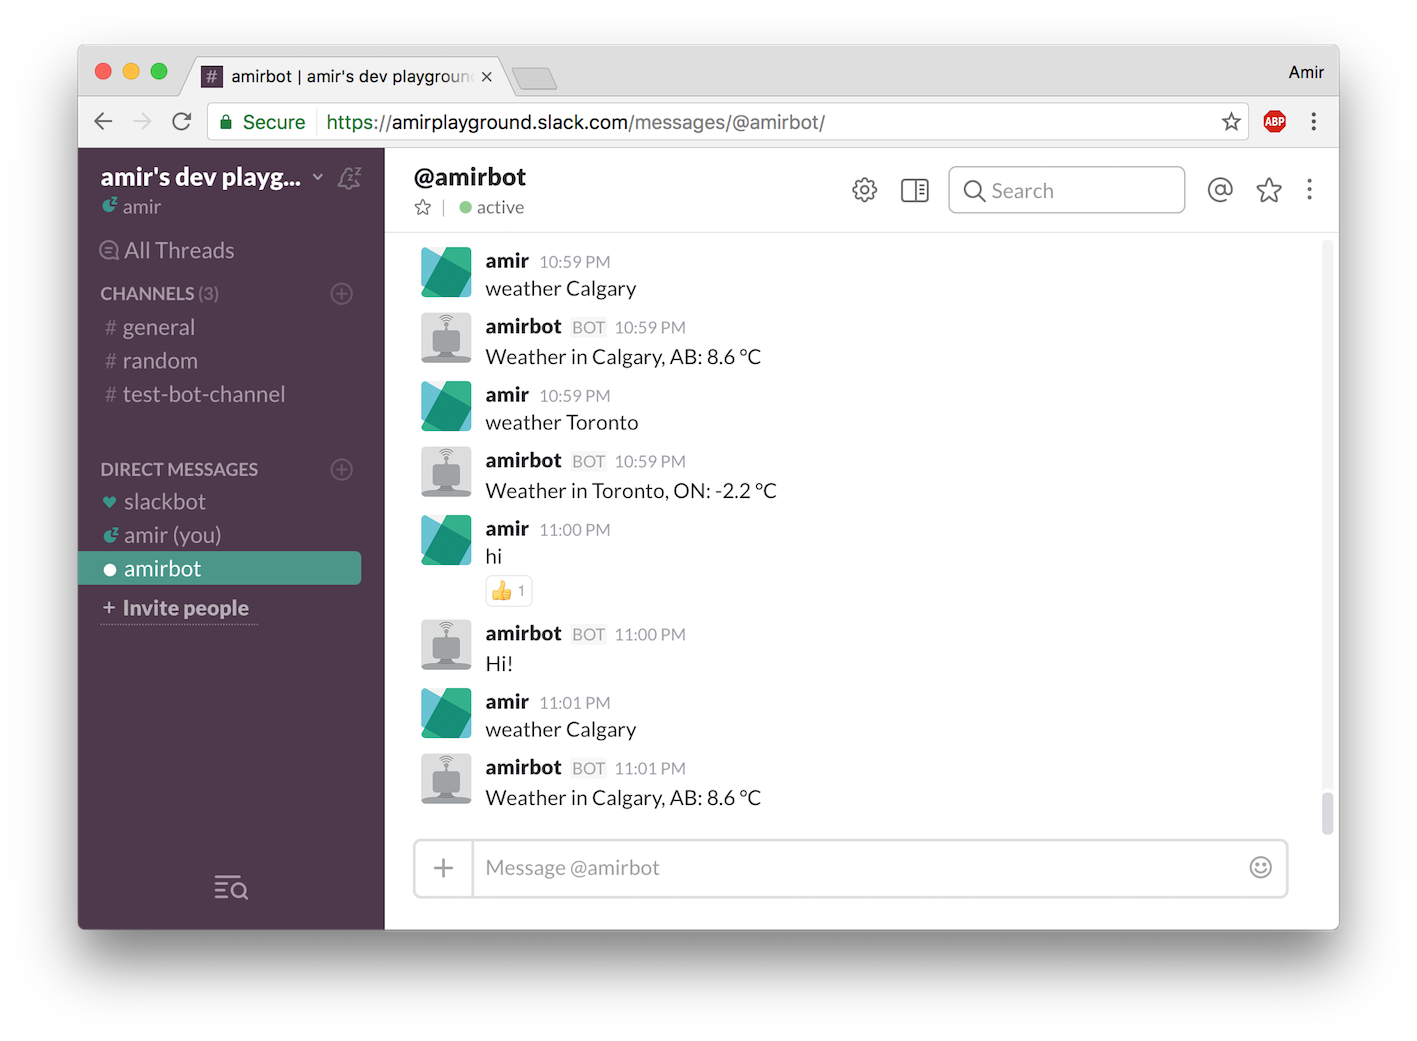 amirbot | amir's dev playgroun
Amir
Secure https://amirplayground.slack.com/messages/@amirbot/
ABP
amir's dev playg...
amir
All Threads
CHANNELS (3)
# general
# random
# test-bot-channel
DIRECT MESSAGES
slackbot
amir (you)
amirbot
+ Invite people
@amirbot
active
Search
amir 10:59 PM
weather Calgary
amirbot BOT 10:59 PM
Weather in Calgary, AB: 8.6 °C
amir 10:59 PM
weather Toronto
amirbot BOT 10:59 PM
Weather in Toronto, ON: -2.2 °C
amir 11:00 PM
hi
👍 1
amirbot BOT 11:00 PM
Hi!
amir 11:01 PM
weather Calgary
amirbot BOT 11:01 PM
Weather in Calgary, AB: 8.6 °C
Message @amirbot